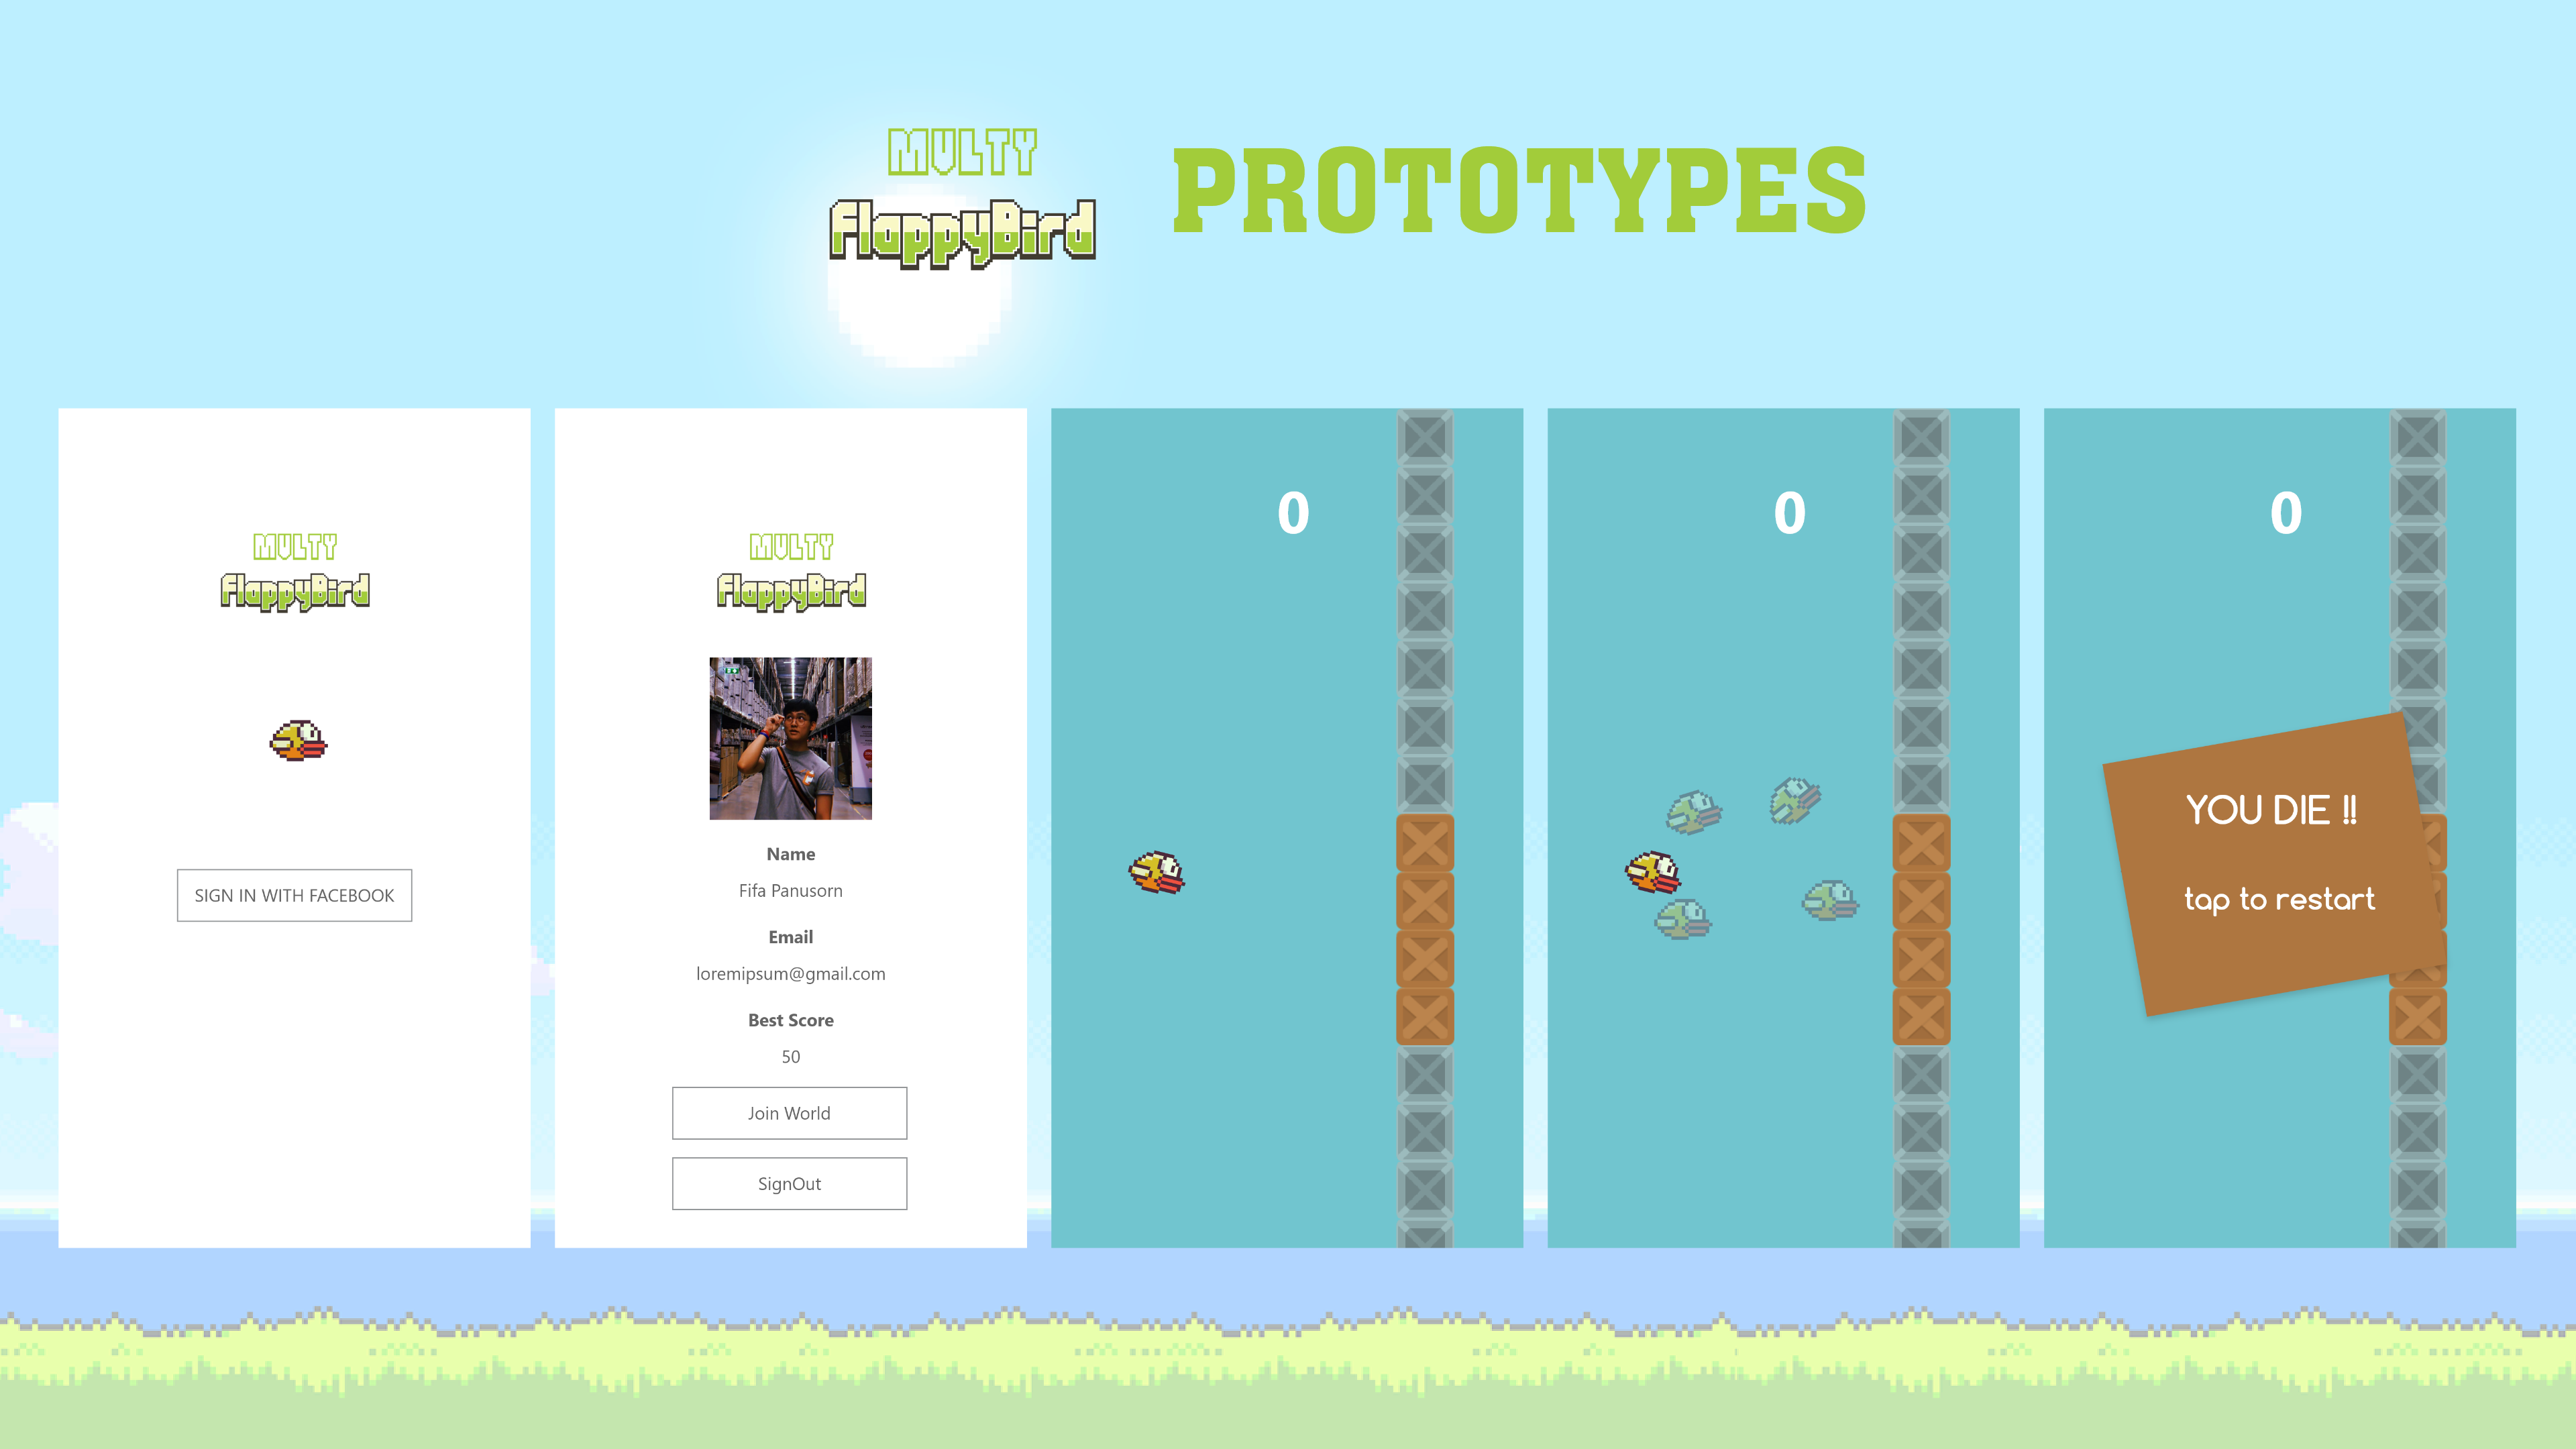 MULTY
FlappyBird
PROTOTYPES
MULTY
FlappyBird
SIGN IN WITH FACEBOOK
MULTY
FlappyBird
Name
Fifa Panusorn
Email
loremipsum@gmail.com
Best Score
50
Join World
SignOut
0
0
0
YOU DIE !!
tap to restart